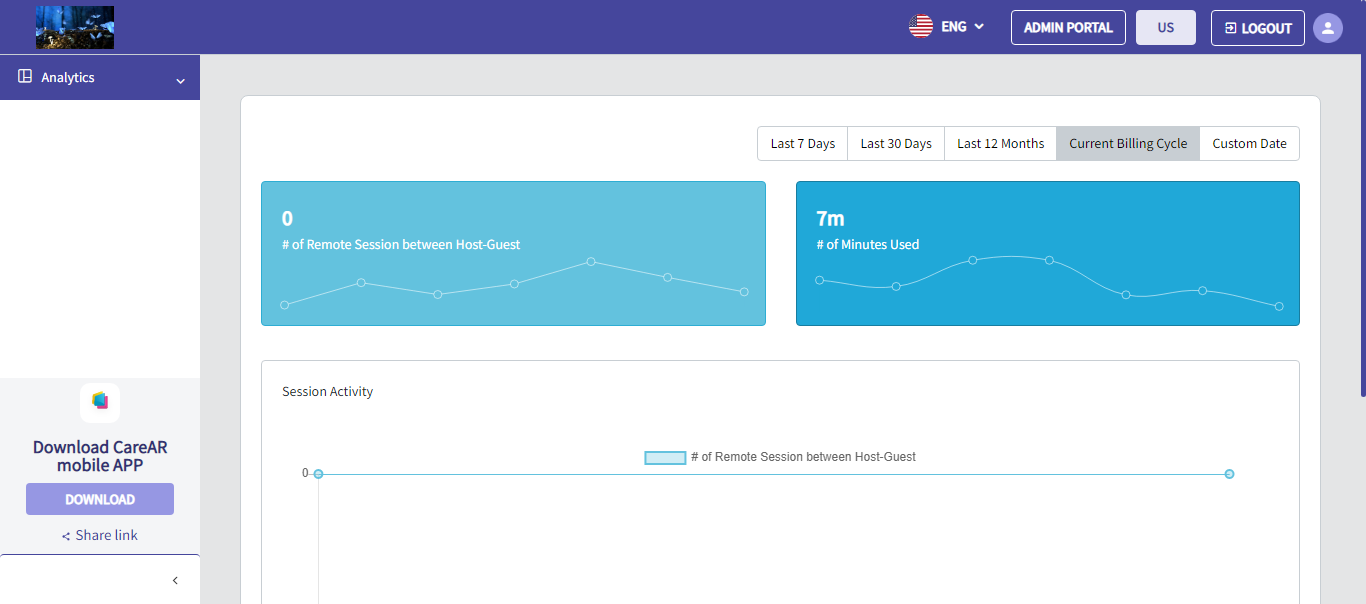 ENG
ADMIN PORTAL
US
LOGOUT
Analytics
Last 7 Days
Last 30 Days
Last 12 Months
Current Billing Cycle
Custom Date
0
# of Remote Session between Host-Guest
7m
# of Minutes Used
Session Activity
# of Remote Session between Host-Guest
0
Download CareAR
mobile APP
DOWNLOAD
Share link